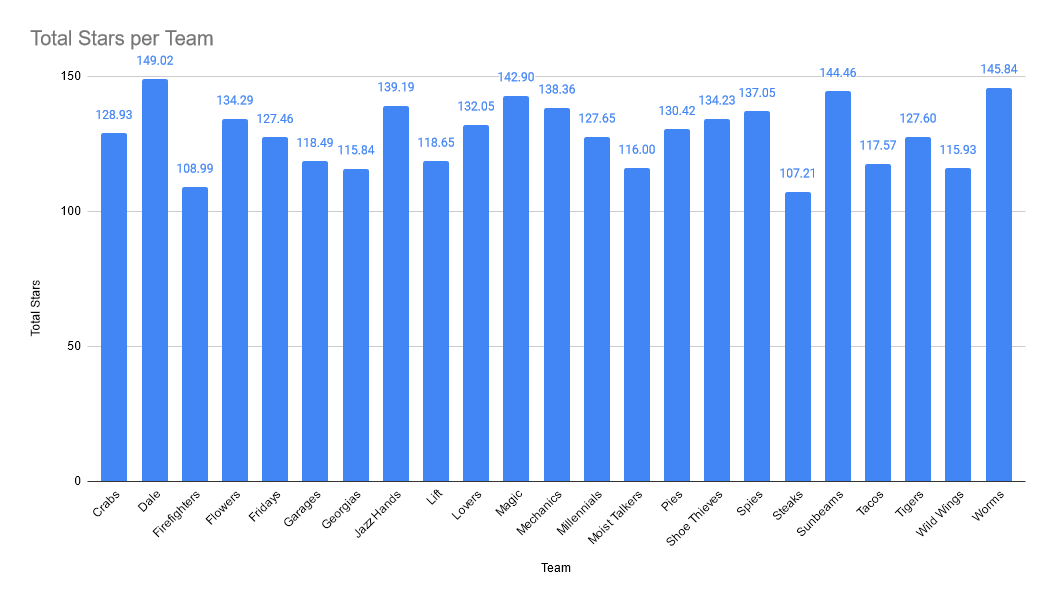 Total Stars per Team
150
100
50
0
Total Stars
128.93
149.02
108.99
134.29
127.46
118.49
115.84
139.19
118.65
132.05
142.90
138.36
127.65
116.00
130.42
134.23
137.05
107.21
144.46
117.57
127.60
115.93
145.84
Crabs
Dale
Firefighters
Flowers
Fridays
Garages
Georgias
Jazz Hands
Lift
Lovers
Magic
Mechanics
Millennials
Moist Talkers
Pies
Shoe Thieves
Spies
Steaks
Sunbeams
Tacos
Tigers
Wild Wings
Worms
Team